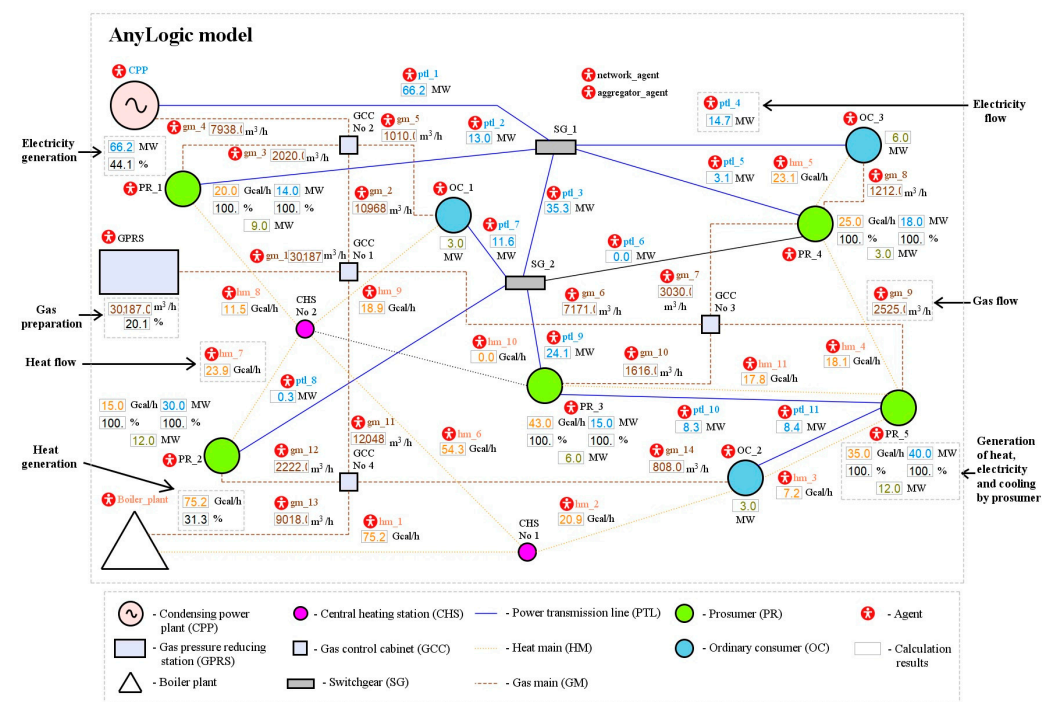 AnyLogic model
CPP
ptl_1
66.2 MW
network_agent
aggregator_agent
ptl_4
14.7 MW
Electricity
flow
Electricity
generation
66.2 MW
44.1 %
gm_4 7938.( m³/h
GCC
No 2
gm_5
1010.( m³/h
ptl_2
13.0 MW
SG_1
OC_3
6.0
MW
gm_3 2020.( m³/h
ptl_5
3.1 MW
hm_5
23.1 Gcal/h
gm_8
1212.( m³/h
PR_1
20.0 Gcal/h 14.0 MW
100. % 100. %
9.0 MW
gm_2
10968 m³/h
OC_1
3.0
MW
ptl_3
35.3 MW
ptl_7
11.6
MW
ptl_6
0.0 MW
25.0 Gcal/h 18.0 MW
100. % 100. %
3.0 MW
PR_4
GPRS
gm_1 30187 m³/h
GCC
No 1
SG_2
30187.( m³/h
20.1 %
Gas
preparation
hm_8
11.5 Gcal/h
CHS
No 2
hm_9
18.9 Gcal/h
gm_6
7171.( m³/h
gm_7
3030.( m³/h
GCC
No 3
gm_9
2525.( m³/h
Gas flow
Heat flow
hm_7
23.9 Gcal/h
hm_10
0.0 Gcal/h
ptl_9
24.1 MW
gm_10
1616.( m³/h
hm_11
17.8 Gcal/h
hm_4
18.1 Gcal/h
ptl_8
0.3 MW
15.0 Gcal/h 30.0 MW
100. % 100. %
12.0 MW
PR_2
PR_3
43.0 Gcal/h 15.0 MW
100. % 100. %
6.0 MW
ptl_10
8.3 MW
ptl_11
8.4 MW
PR_5
35.0 Gcal/h 40.0 MW
100. % 100. %
12.0 MW
Generation
of heat,
electricity
and cooling
by prosumer
Heat
generation
gm_11
12048 m³/h
gm_12
2222.( m³/h
GCC
No 4
hm_6
54.3 Gcal/h
gm_14
808.0 m³/h
OC_2
3.0
MW
hm_3
7.2 Gcal/h
Boiler_plant
75.2 Gcal/h
31.3 %
gm_13
9018.( m³/h
hm_1
75.2 Gcal/h
hm_2
20.9 Gcal/h
CHS
No 1
- Condensing power
plant (CPP)
- Central heating station (CHS)
- Power transmission line (PTL)
- Prosumer (PR)
- Agent
- Gas pressure reducing
station (GPRS)
- Gas control cabinet (GCC)
- Heat main (HM)
- Ordinary consumer (OC)
- Calculation
results
- Boiler plant
- Switchgear (SG)
- Gas main (GM)